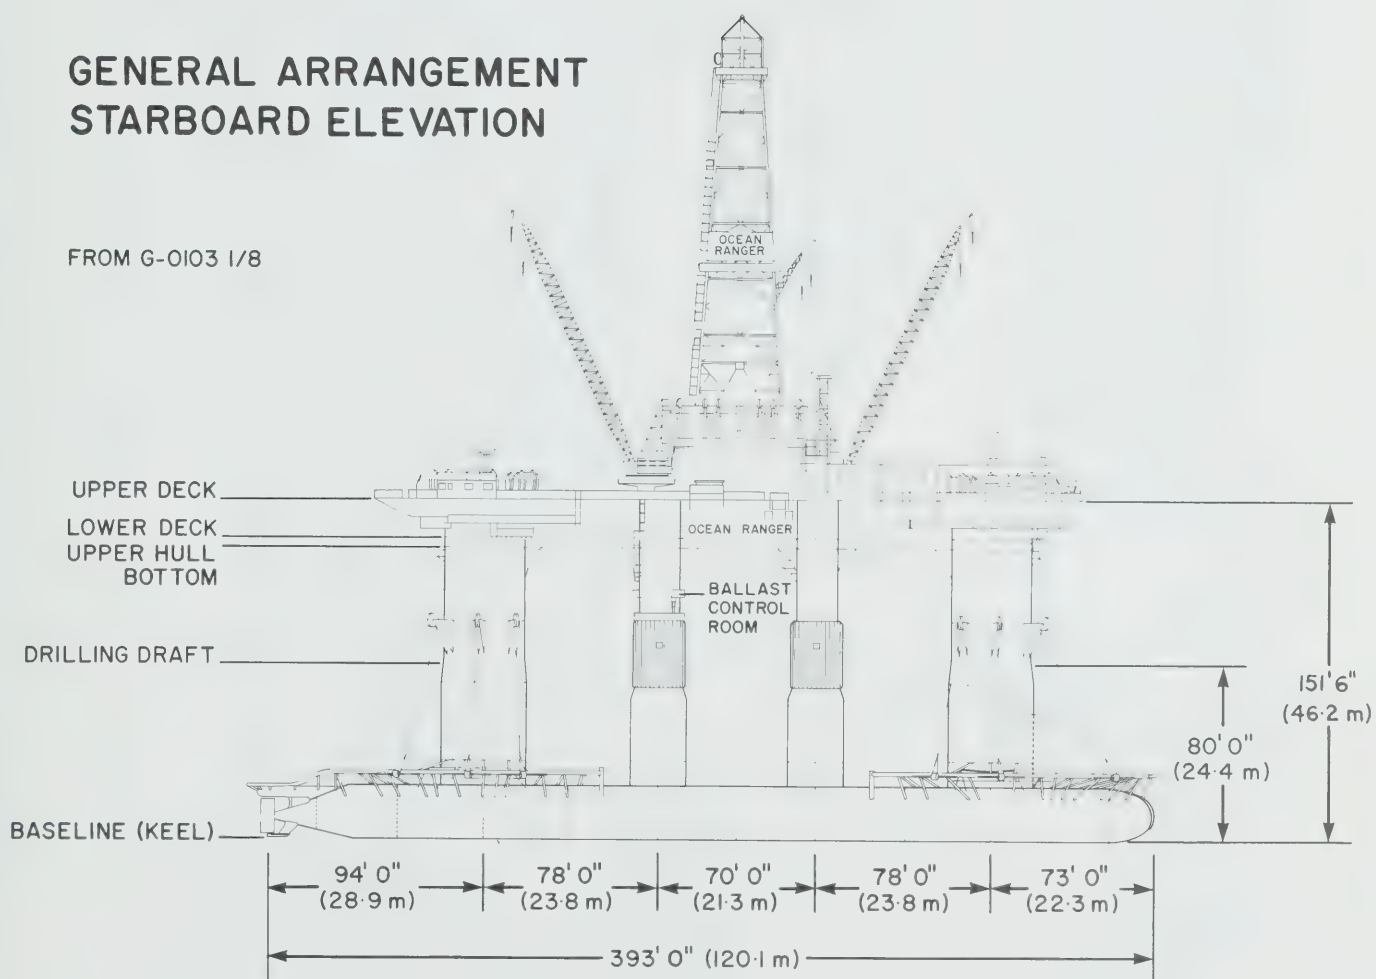 GENERAL ARRANGEMENT
STARBOARD ELEVATION
FROM G-0103 1/8
OCEAN
RANGER
UPPER DECK
LOWER DECK
UPPER HULL
BOTTOM
OCEAN RANGER
BALLAST
CONTROL
ROOM
DRILLING DRAFT
151'6"
(46·2 m)
80'0"
(24·4 m)
BASELINE (KEEL)
94' 0"
(28·9 m)
78' 0"
(23·8 m)
70' 0"
(21·3 m)
78' 0"
(23·8 m)
73' 0"
(22·3 m)
393' 0" (120·1 m)